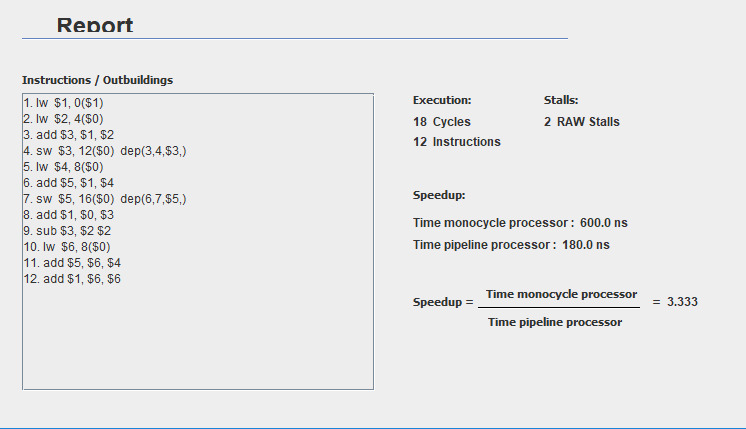 Report
Instructions / Outbuildings
1. lw $1, 0($1)
2. lw $2, 4($0)
3. add $3, $1, $2
4. sw $3, 12($0) dep(3,4,$3,)
5. lw $4, 8($0)
6. add $5, $1, $4
7. sw $5, 16($0) dep(6,7,$5,)
8. add $1, $0, $3
9. sub $3, $2 $2
10. lw $6, 8($0)
11. add $5, $6, $4
12. add $1, $6, $6
Execution:
18 Cycles
12 Instructions
Stalls:
2 RAW Stalls
Speedup:
Time monocycle processor : 600.0 ns
Time pipeline processor : 180.0 ns
Time monocycle processor
Speedup = = 3.333
Time pipeline processor